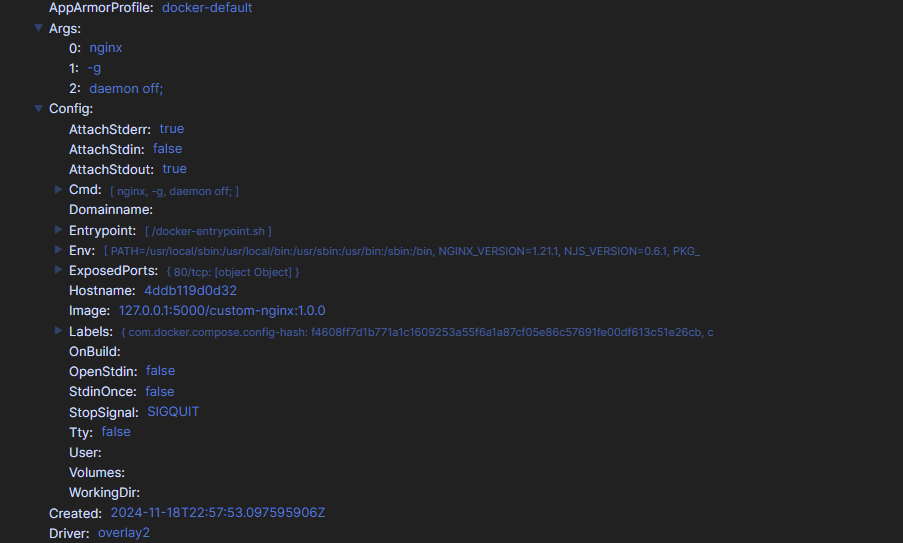 AppArmorProfile: docker-default
Args:
0: nginx
1: -g
2: daemon off;
Config:
AttachStderr: true
AttachStdin: false
AttachStdout: true
Cmd: [ nginx, -g, daemon off; ]
Domainname:
Entrypoint: [ /docker-entrypoint.sh ]
Env: [ PATH=/usr/local/sbin:/usr/local/bin:/usr/sbin:/usr/bin:/sbin:/bin, NGINX_VERSION=1.21.1, NJS_VERSION=0.6.1, PKG_
ExposedPorts: { 80/tcp: [object Object] }
Hostname: 4ddb119d0d32
Image: 127.0.0.1:5000/custom-nginx:1.0.0
Labels: { com.docker.compose.config-hash: f4608ff7d1b771a1c1609253a55f6a1a87cf05e86c57691fe00df613c51e26cb, c
OnBuild:
OpenStdin: false
StdinOnce: false
StopSignal: SIGQUIT
Tty: false
User:
Volumes:
WorkingDir:
Created: 2024-11-18T22:57:53.097595906Z
Driver: overlay2